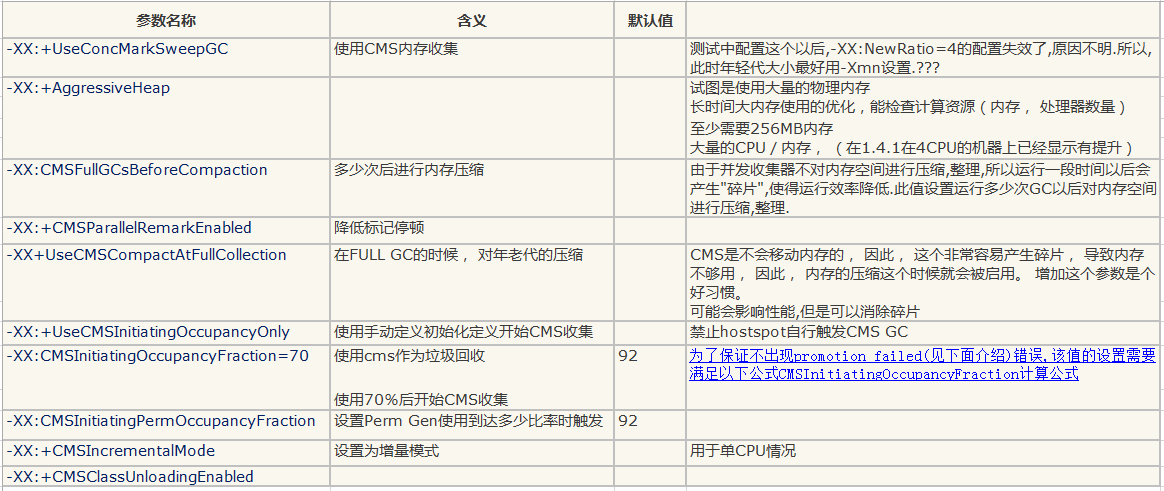 参数名称 含义 默认值
-XX:+UseConcMarkSweepGC 使用CMS内存收集 测试中配置这个以后,-XX:NewRatio=4的配置失效了,原因不明.所以,
此时年轻代大小最好用-Xmn设置.???
-XX:+AggressiveHeap 试图是使用大量的物理内存
长时间大内存使用的优化，能检查计算资源（内存， 处理器数量）
至少需要256MB内存
大量的CPU／内存， （在1.4.1在4CPU的机器上已经显示有提升）
-XX:CMSFullGCsBeforeCompaction 多少次后进行内存压缩 由于并发收集器不对内存空间进行压缩,整理,所以运行一段时间以后会
产生"碎片",使得运行效率降低.此值设置运行多少次GC以后对内存空间
进行压缩,整理.
-XX:+CMSParallelRemarkEnabled 降低标记停顿
-XX+UseCMSCompactAtFullCollection 在FULL GC的时候， 对年老代的压缩 CMS是不会移动内存的， 因此， 这个非常容易产生碎片， 导致内存
不够用， 因此， 内存的压缩这个时候就会被启用。 增加这个参数是个
好习惯。
可能会影响性能,但是可以消除碎片
-XX:+UseCMSInitiatingOccupancyOnly 使用手动定义初始化定义开始CMS收集 禁止hostspot自行触发CMS GC
-XX:CMSInitiatingOccupancyFraction=70 使用cms作为垃圾回收 92 为了保证不出现promotion failed(见下面介绍)错误,该值的设置需要
满足以下公式CMSInitiatingOccupancyFraction计算公式
使用70%后开始CMS收集
-XX:CMSInitiatingPermOccupancyFraction 设置Perm Gen使用到达多少比率时触发 92
-XX:+CMSIncrementalMode 设置为增量模式 用于单CPU情况
-XX:+CMSClassUnloadingEnabled